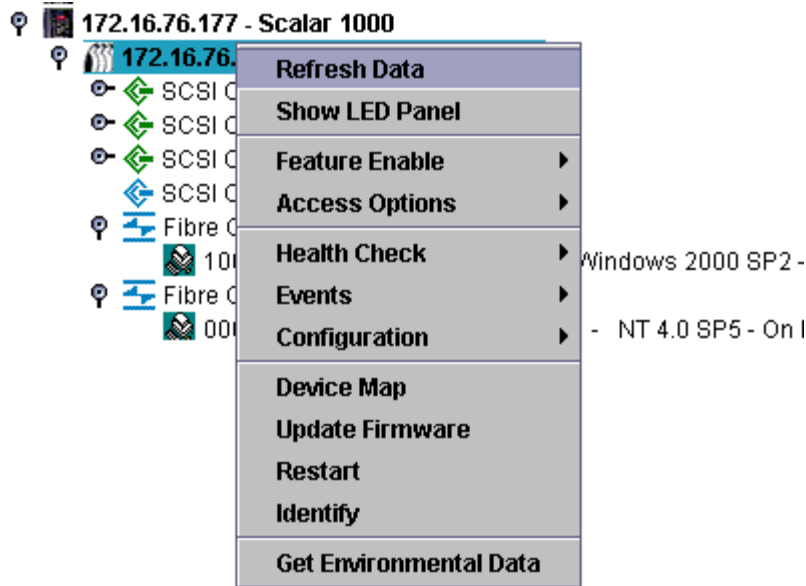 172.16.76.177 - Scalar 1000
172.16.76.
Refresh Data
SCSI
Show LED Panel
SCSI
SCSI
Feature Enable
SCSI
Access Options
Fibre
Health Check
Windows 2000 SP2 -
Fibre
Events
Configuration
- NT 4.0 SP5 - On
Device Map
Update Firmware
Restart
Identify
Get Environmental Data